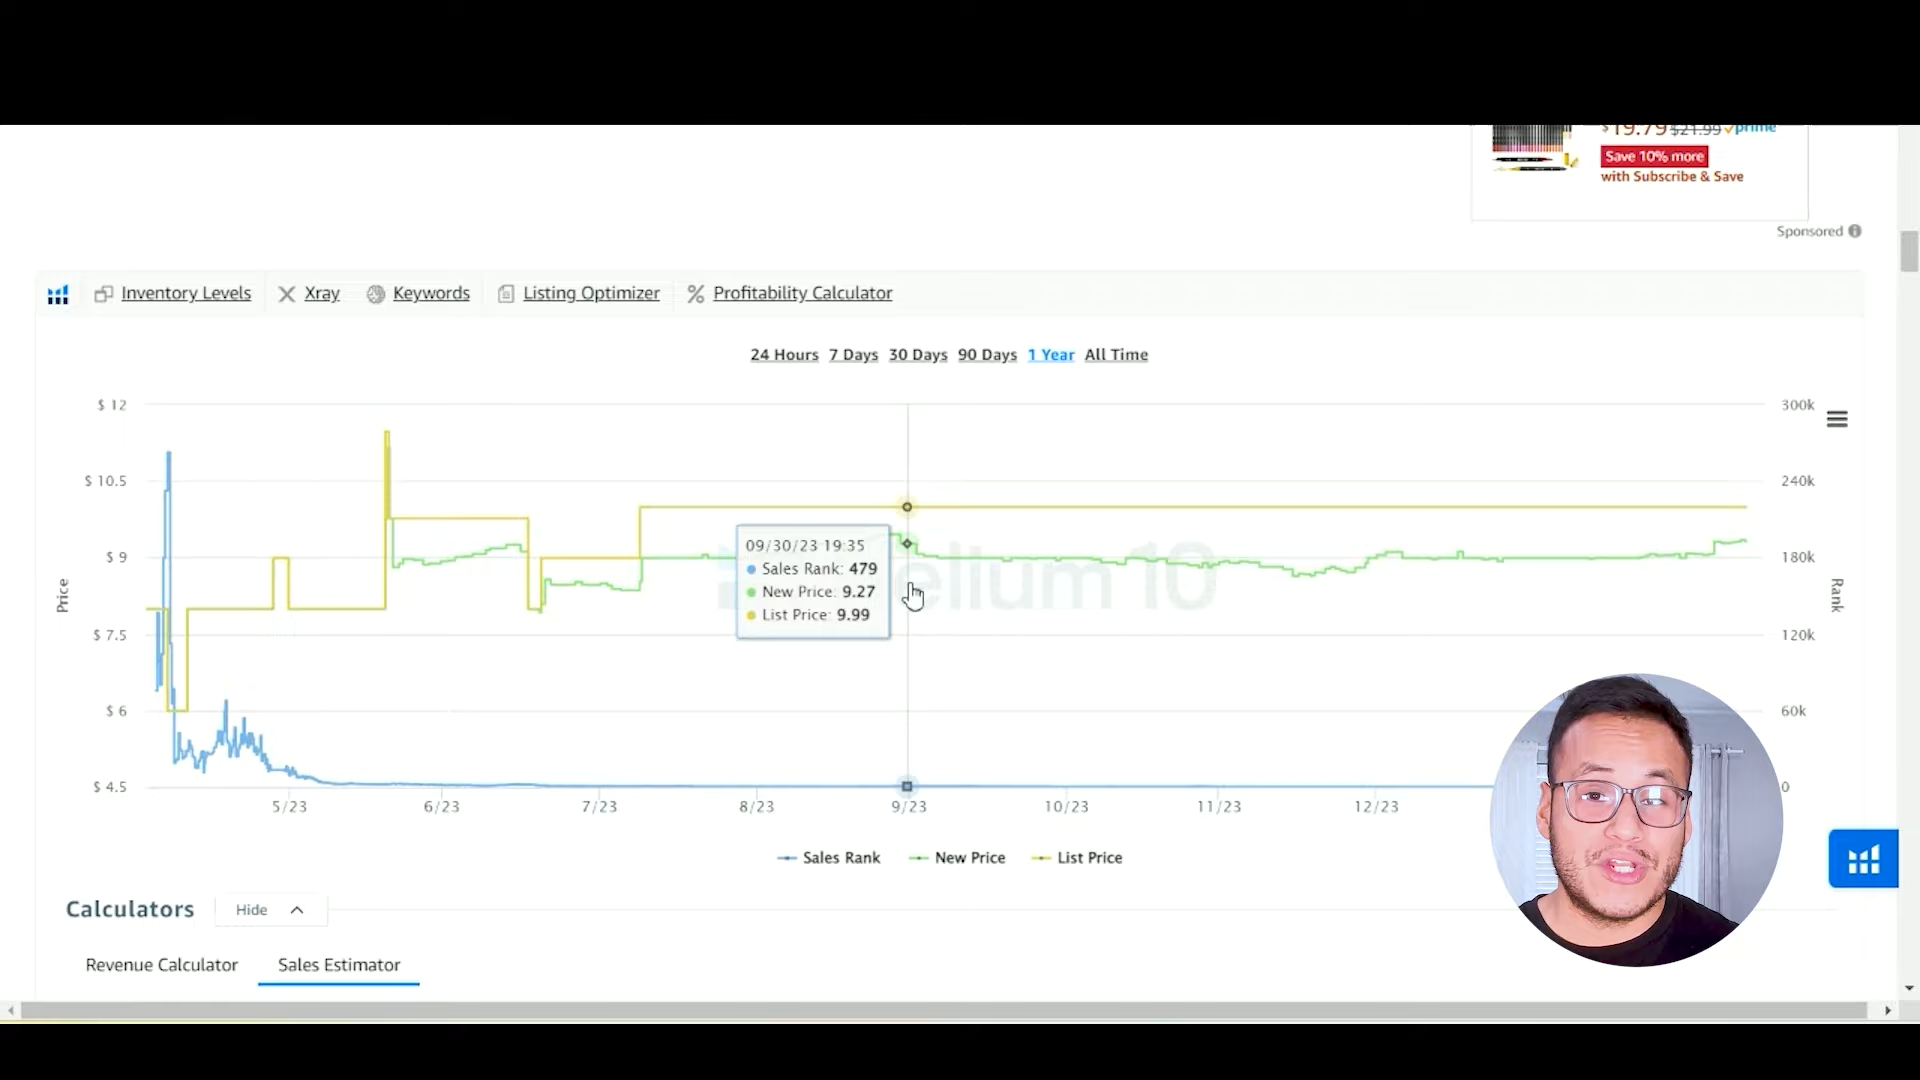 $19.79 $21.99 prime
Save 10% more
with Subscribe & Save
Sponsored
Inventory Levels Xray Keywords Listing Optimizer Profitability Calculator
24 Hours 7 Days 30 Days 90 Days 1 Year All Time
$ 12 300k
$ 10.5 240k
$ 9 180k
$ 7.5 120k
$ 6 60k
$ 4.5 0
Price
Rank
09/30/23 19:35
Sales Rank: 479
New Price: 9.27
List Price: 9.99
elium 10
5/23 6/23 7/23 8/23 9/23 10/23 11/23 12/23
Sales Rank New Price List Price
Calculators Hide
Revenue Calculator Sales Estimator